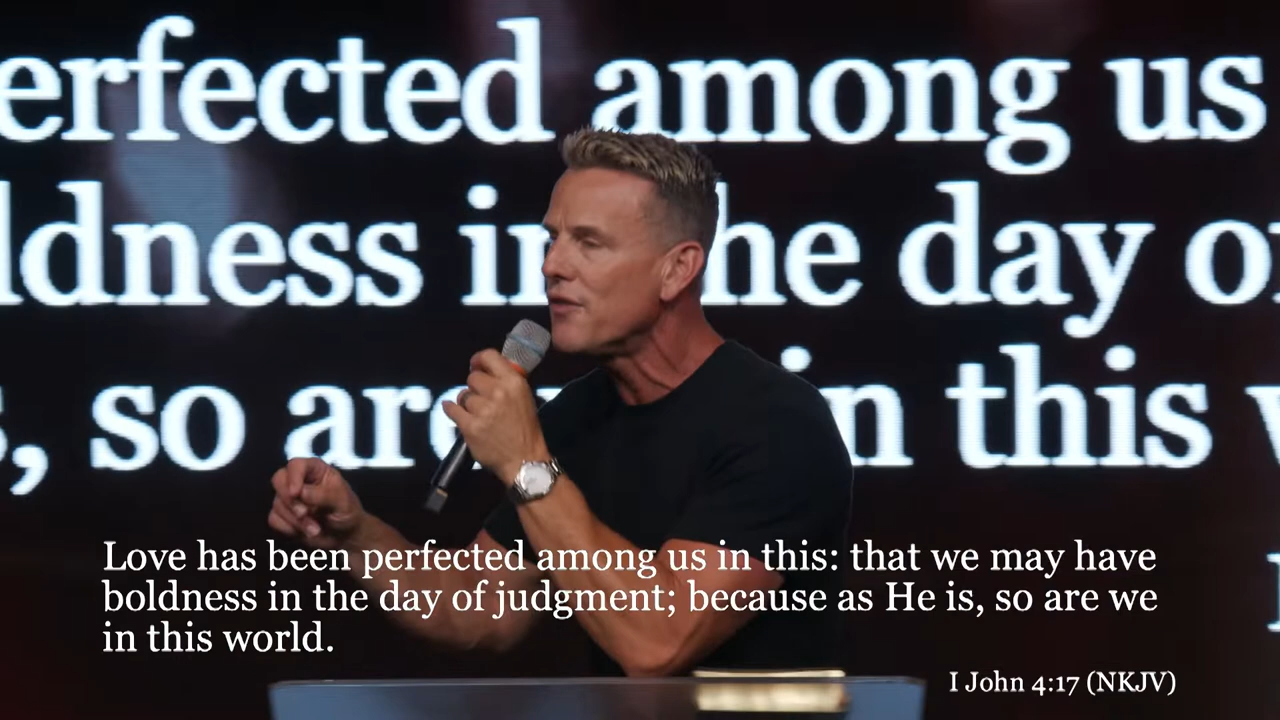 erfected among us
ldness in the day o
s, so are in this w
Love has been perfected among us in this: that we may have
boldness in the day of judgment; because as He is, so are we
in this world.
I John 4:17 (NKJV)